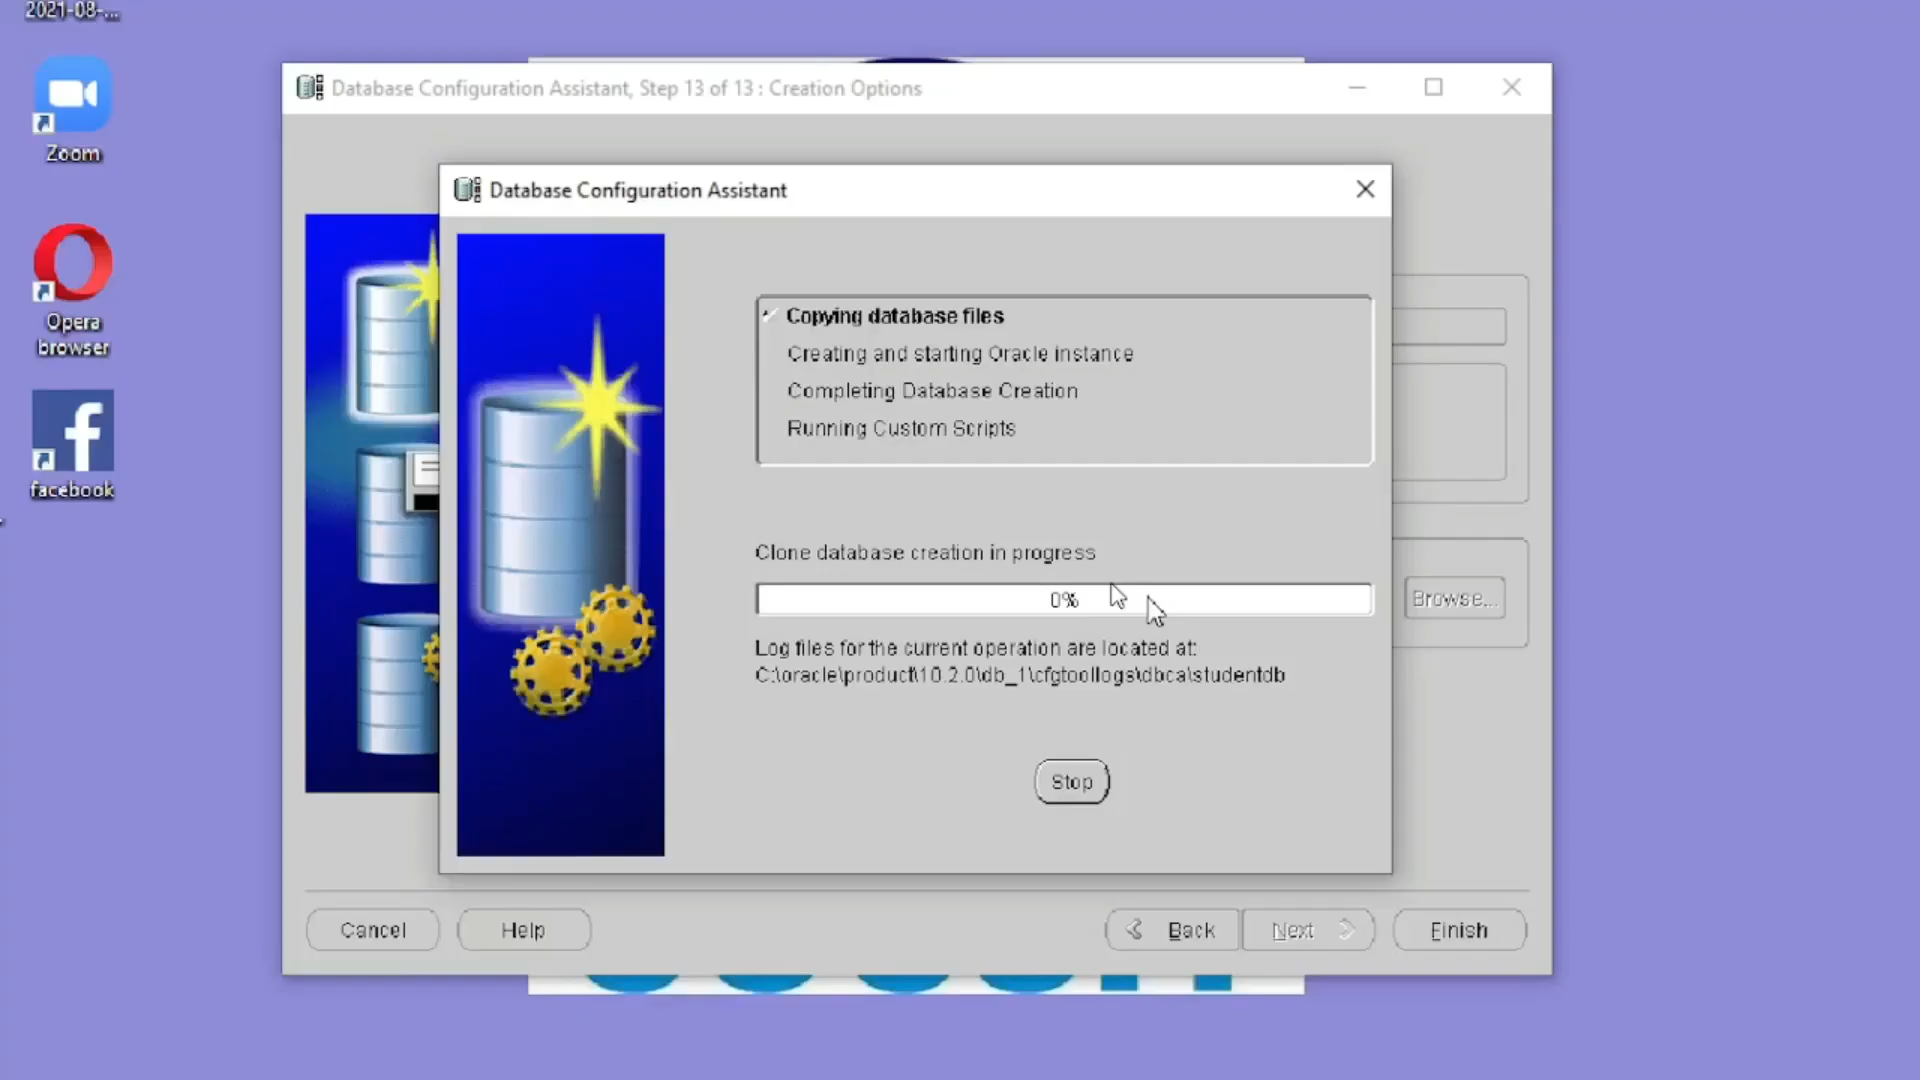 2021-08-...
Zoom
Opera
browser
facebook
Database Configuration Assistant, Step 13 of 13 : Creation Options
Database Configuration Assistant
Copying database files
Creating and starting Oracle instance
Completing Database Creation
Running Custom Scripts
Clone database creation in progress
0%
Browse...
Log files for the current operation are located at:
C:\oracle\product\10.2.0\db_1\cfgtoollogs\dbca\studentdb
Stop
Cancel
Help
Back
Next
Finish